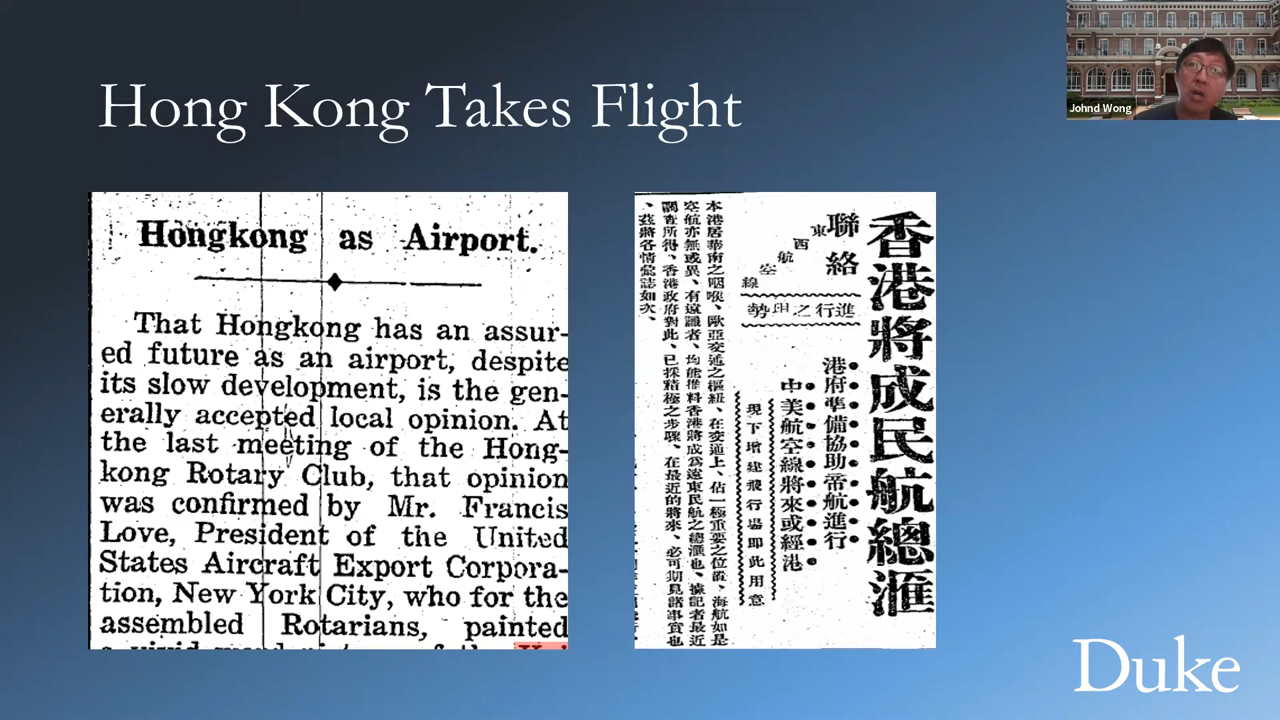 Hong Kong Takes Flight
Johnd Wong
Hongkong as Airport.
That Hongkong has an assur-
ed future as an airport, despite
its slow development, is the gen-
erally accepted local opinion. At
the last meeting of the Hong-
kong Rotary Club, that opinion
was confirmed by Mr. Francis
Love, President of the United
States Aircraft Export Corpora-
tion, New York City, who for the
assembled Rotarians, painted
香港將成民航總滙
聯絡
東西航空線
進行之
港府準備協助帝航進行
中美航空線將來或經港
現下增建飛行場即此用意
本港居華南之咽喉、歐亞交通之樞紐、在交通上、佔一極重要之位置、海航如是
空航亦無或異、有遠識者、均能推料香港將成為遠東民航之總滙也、據記者最近
調查所得、香港政府對此、已採積極之步驟、在最近的將來、必可期見諸事實也
、茲將各情彙誌如次、
Duke